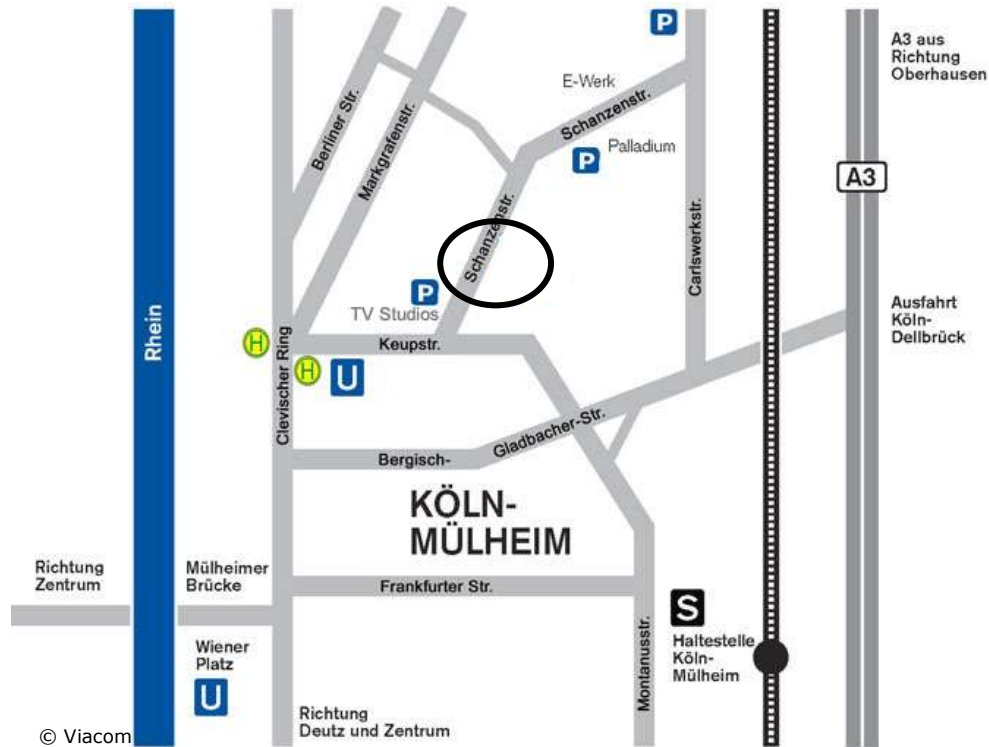 P
E-Werk
Schanzenstr.
A3 aus
Richtung
Oberhausen
Berliner Str.
Markgrafenstr.
P
Palladium
A3
Schanzenstr.
Carlswerkstr.
P
TV Studios
Rhein
Ausfahrt
Köln-
Dellbrück
H
Keupstr.
H
U
Clevischer Ring
Gladbacher-Str.
Bergisch-
KÖLN-
MÜLHEIM
Richtung
Zentrum
Mülheimer
Brücke
Frankfurter Str.
S
Haltestelle
Köln-
Mülheim
Montanusstr.
Wiener
Platz
U
Richtung
Deutz und Zentrum
© Viacom